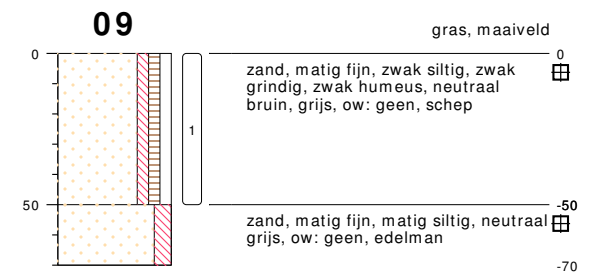 09
gras, maaiveld
0
0
zand, matig fijn, zwak siltig, zwak
grindig, zwak humeus, neutraal
bruin, grijs, ow: geen, schep
1
50
-50
zand, matig fijn, matig siltig, neutraal
grijs, ow: geen, edelman
-70